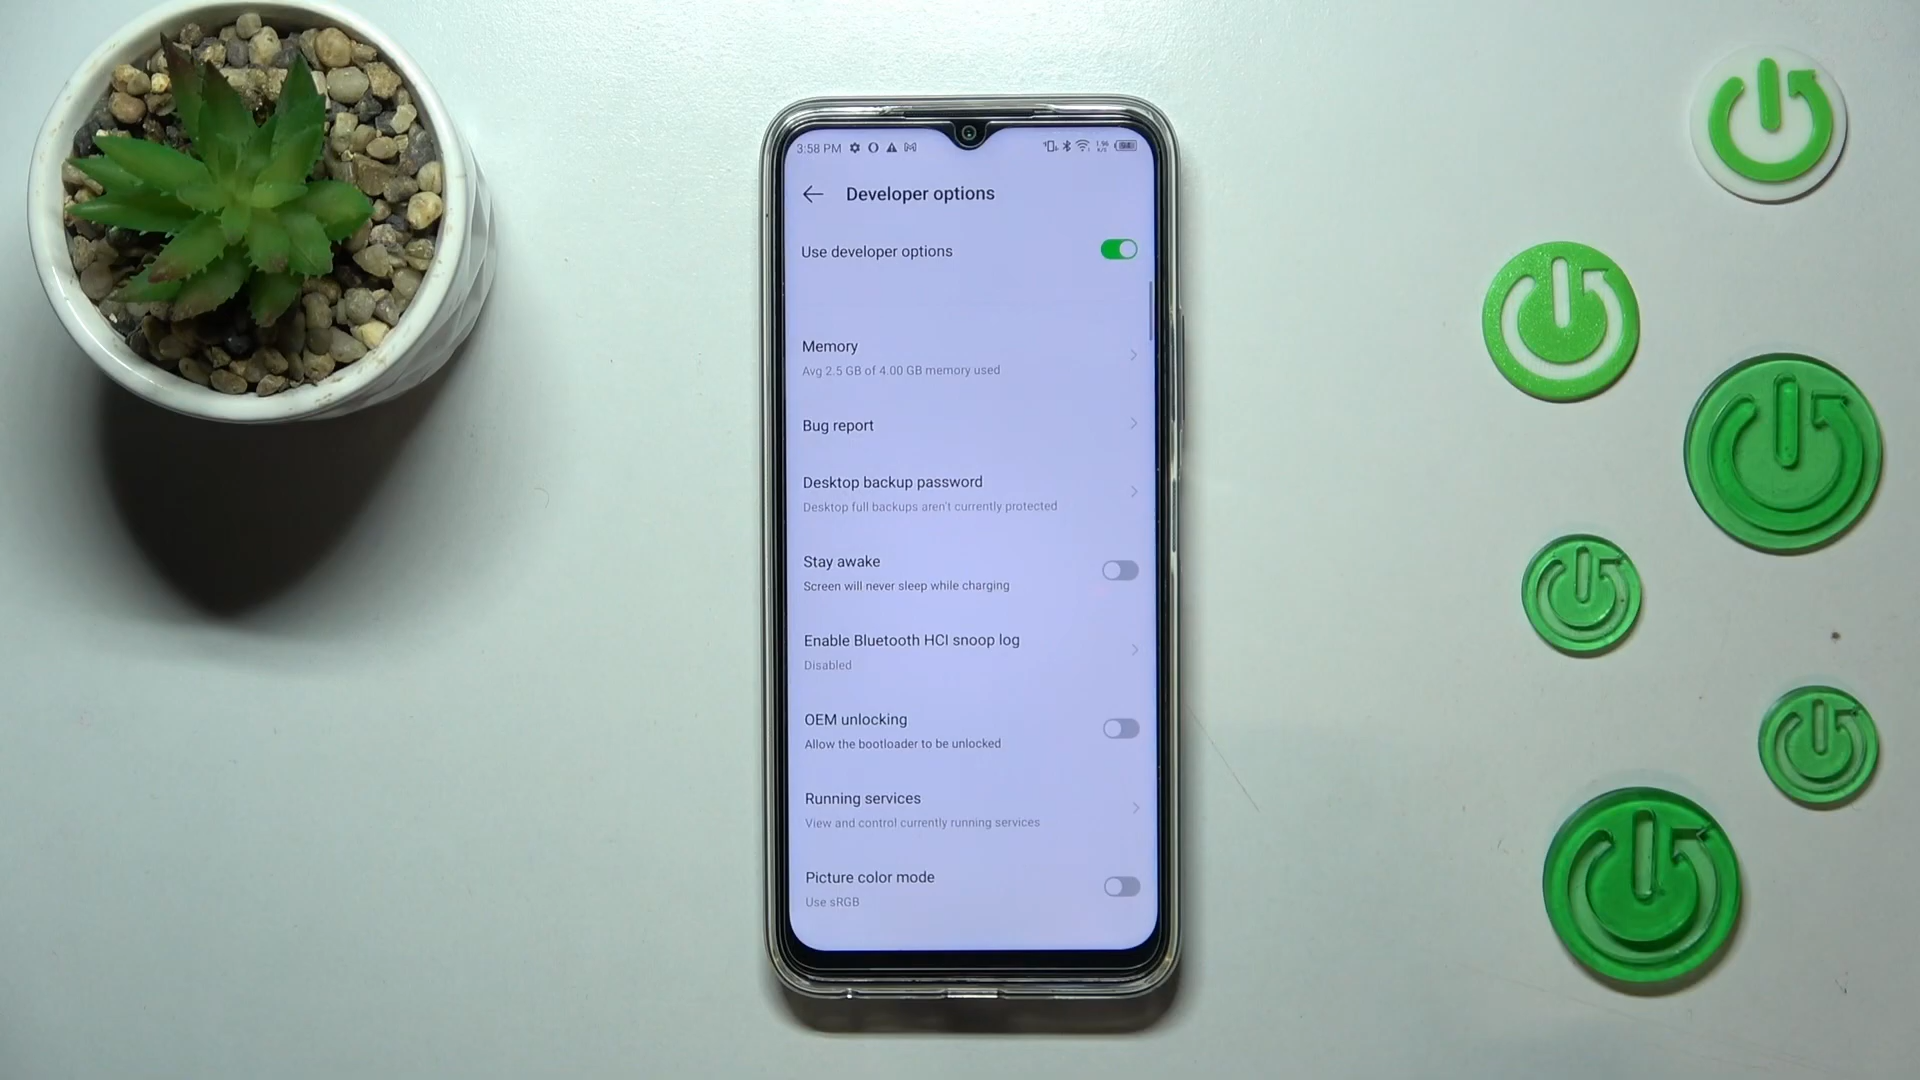 3:58 PM
Developer options
Use developer options
Memory
Avg 2.5 GB of 4.00 GB memory used
Bug report
Desktop backup password
Desktop full backups aren't currently protected
Stay awake
Screen will never sleep while charging
Enable Bluetooth HCI snoop log
Disabled
OEM unlocking
Allow the bootloader to be unlocked
Running services
View and control currently running services
Picture color mode
Use sRGB